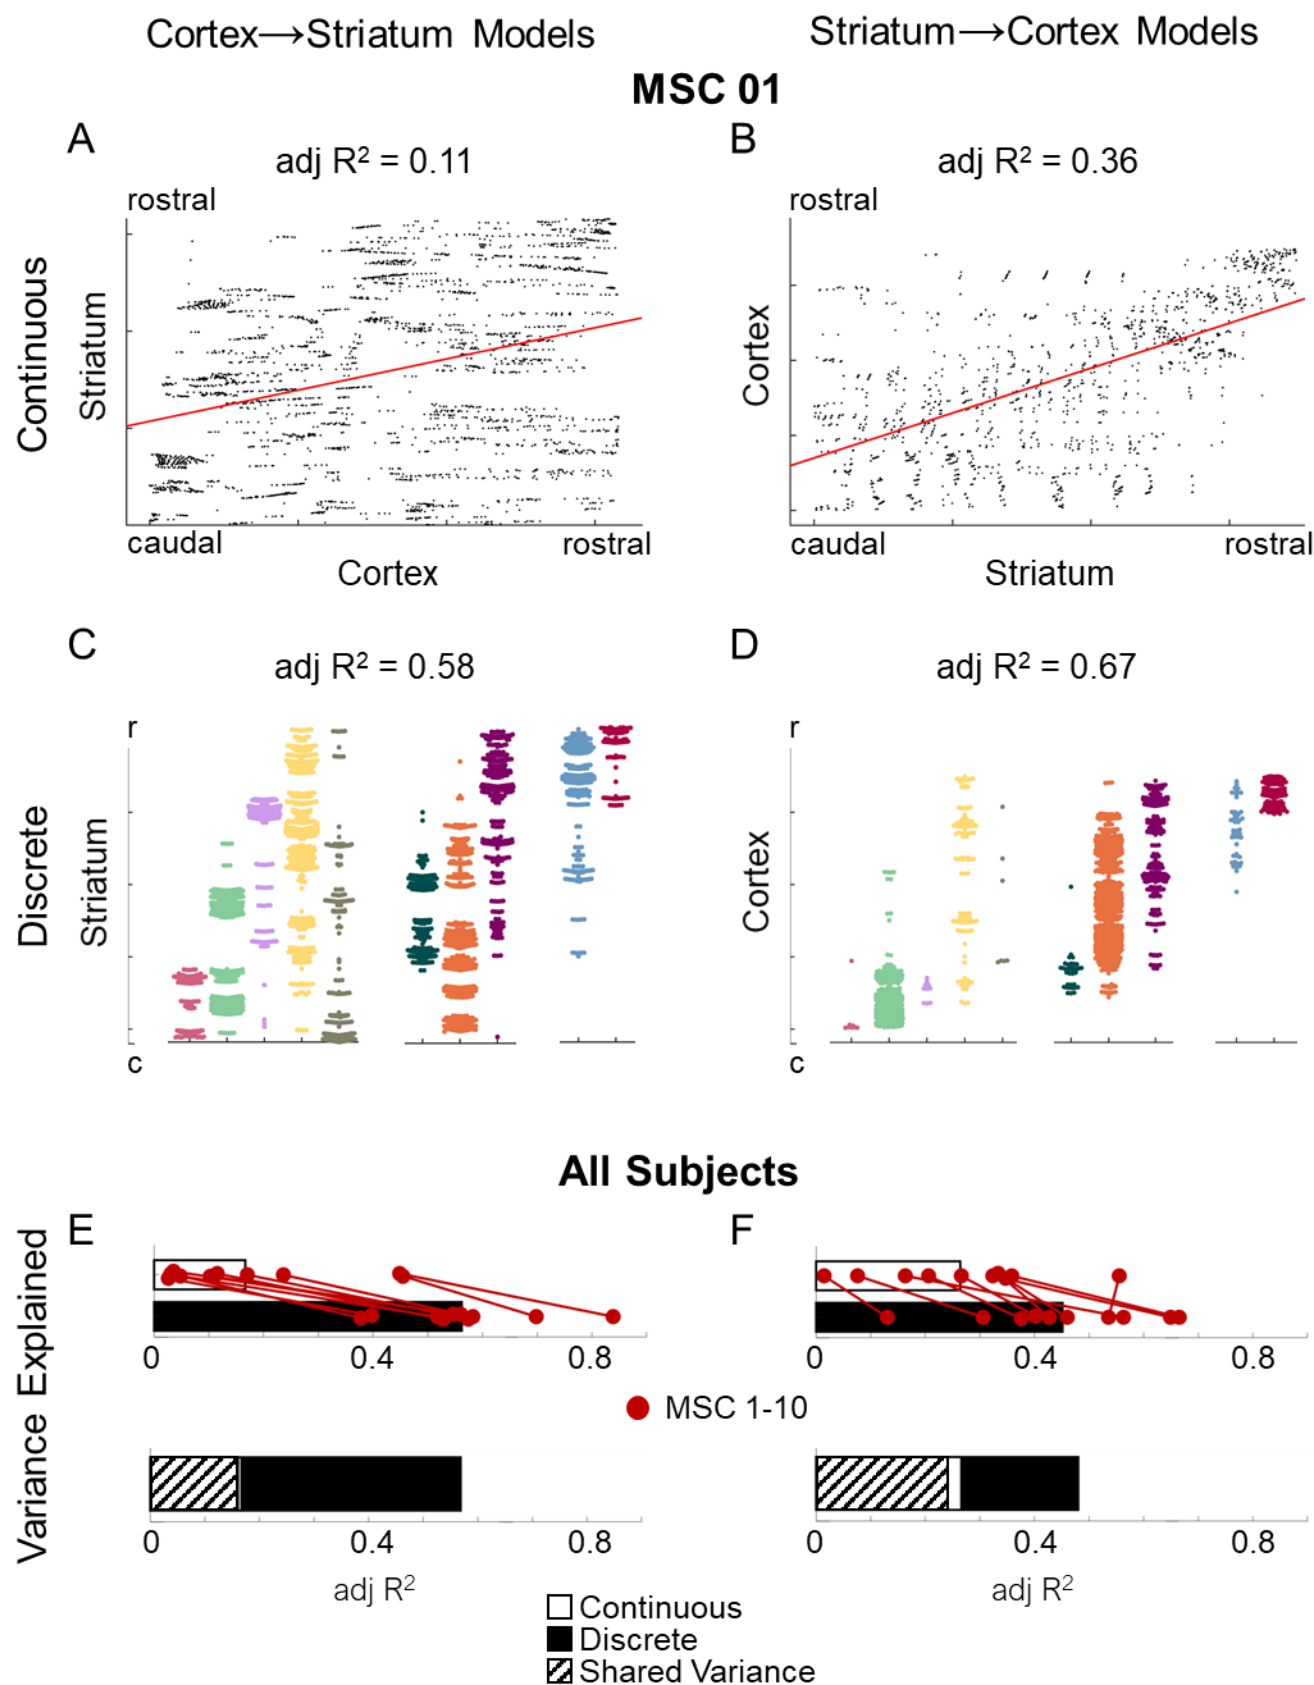 Cortex→Striatum Models
Striatum→Cortex Models
MSC 01
A
adj R² = 0.11
B
adj R² = 0.36
rostral
rostral
Continuous
Striatum
Cortex
caudal
rostral
caudal
rostral
Cortex
Striatum
C
adj R² = 0.58
D
adj R² = 0.67
r
r
Discrete
Striatum
Cortex
c
c
All Subjects
E
F
Variance Explained
0
0.4
0.8
0
0.4
0.8
MSC 1-10
0
0.4
0.8
0
0.4
0.8
adj R²
adj R²
Continuous
Discrete
Shared Variance